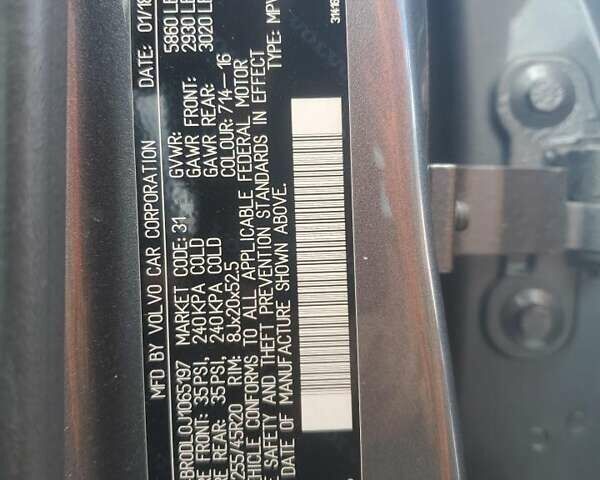 MFD BY VOLVO CAR CORPORATION DATE: 01/18
BR0DL0J1065197 MARKET CODE: 31 GVWR: 5860 LB
RE FRONT: 35PSI, 240KPA COLD GAWR FRONT: 2930 LB
RE REAR: 35PSI, 240KPA COLD GAWR REAR: 3020 LB
255/45R20 RIM: 8Jx20x52.5 COLOUR: 714-16 TYPE: MPV
EHICLE CONFORMS TO ALL APPLICABLE FEDERAL MOTOR
E SAFETY AND THEFT PREVENTION STANDARDS IN EFFECT
DATE OF MANUFACTURE SHOWN ABOVE.